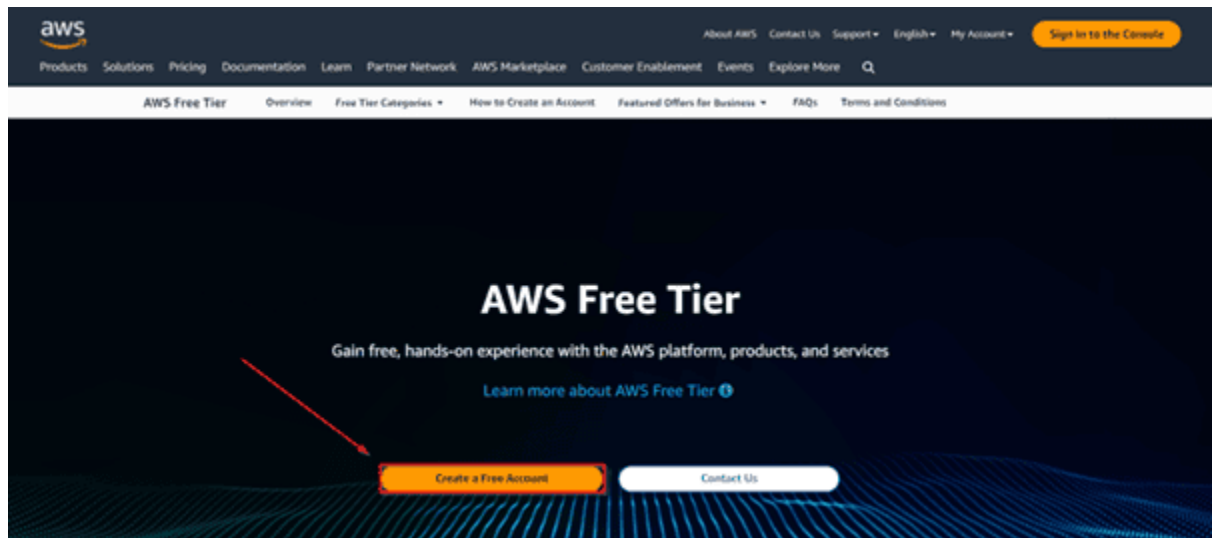 aws
About AWS Contact Us Support English My Account Sign In to the Console
Products Solutions Pricing Documentation Learn Partner Network AWS Marketplace Customer Enablement Events Explore More
AWS Free Tier Overview Free Tier Categories How to Create an Account Featured Offers for Business FAQs Terms and Conditions
AWS Free Tier
Gain free, hands-on experience with the AWS platform, products, and services
Learn more about AWS Free Tier
Create a Free Account Contact Us